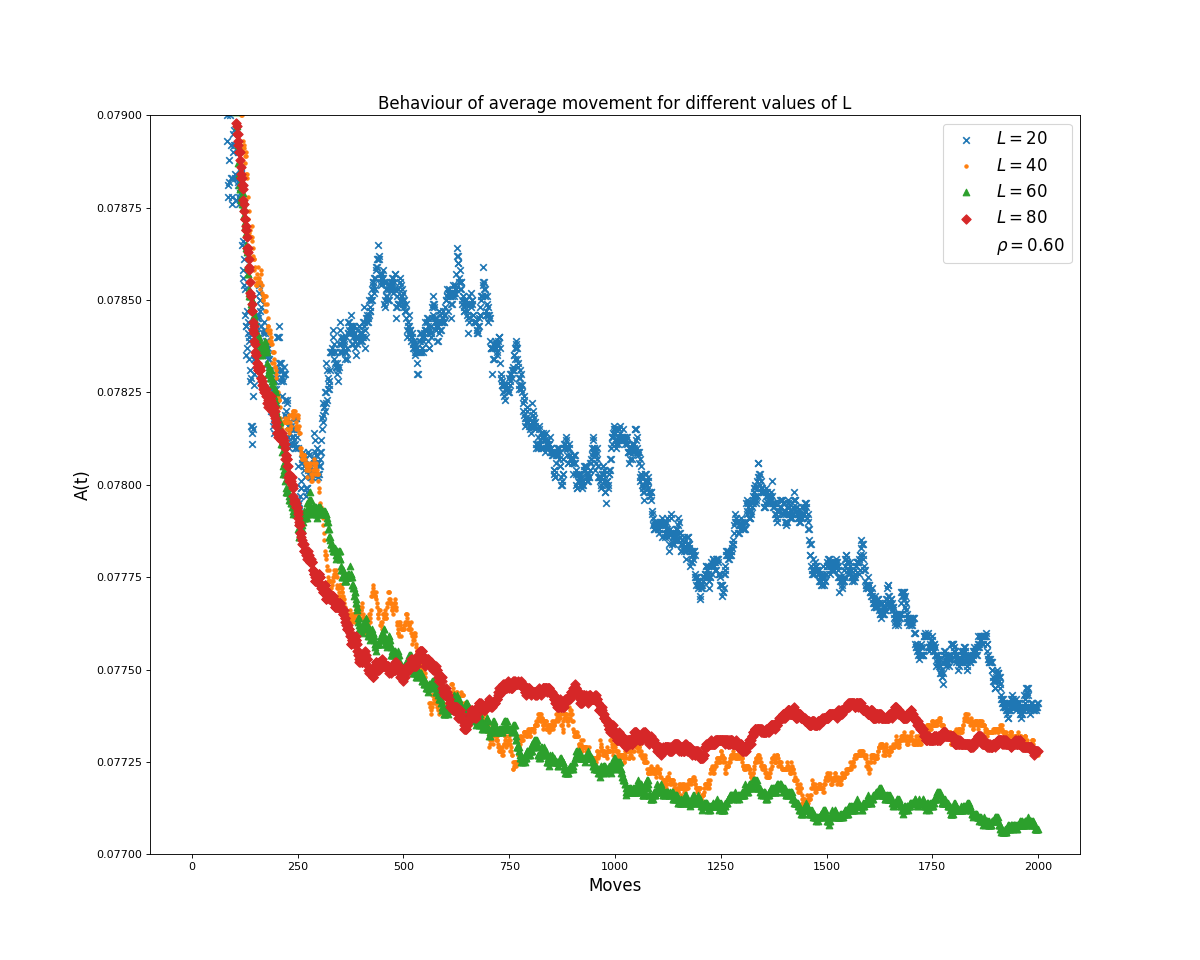 Behaviour of average movement for different values of L
0.07900
0.07875
0.07850
0.07825
0.07800
0.07775
0.07750
0.07725
0.07700
A(t)
L = 20
L = 40
L = 60
L = 80
ρ = 0.60
0 250 500 750 1000 1250 1500 1750 2000
Moves